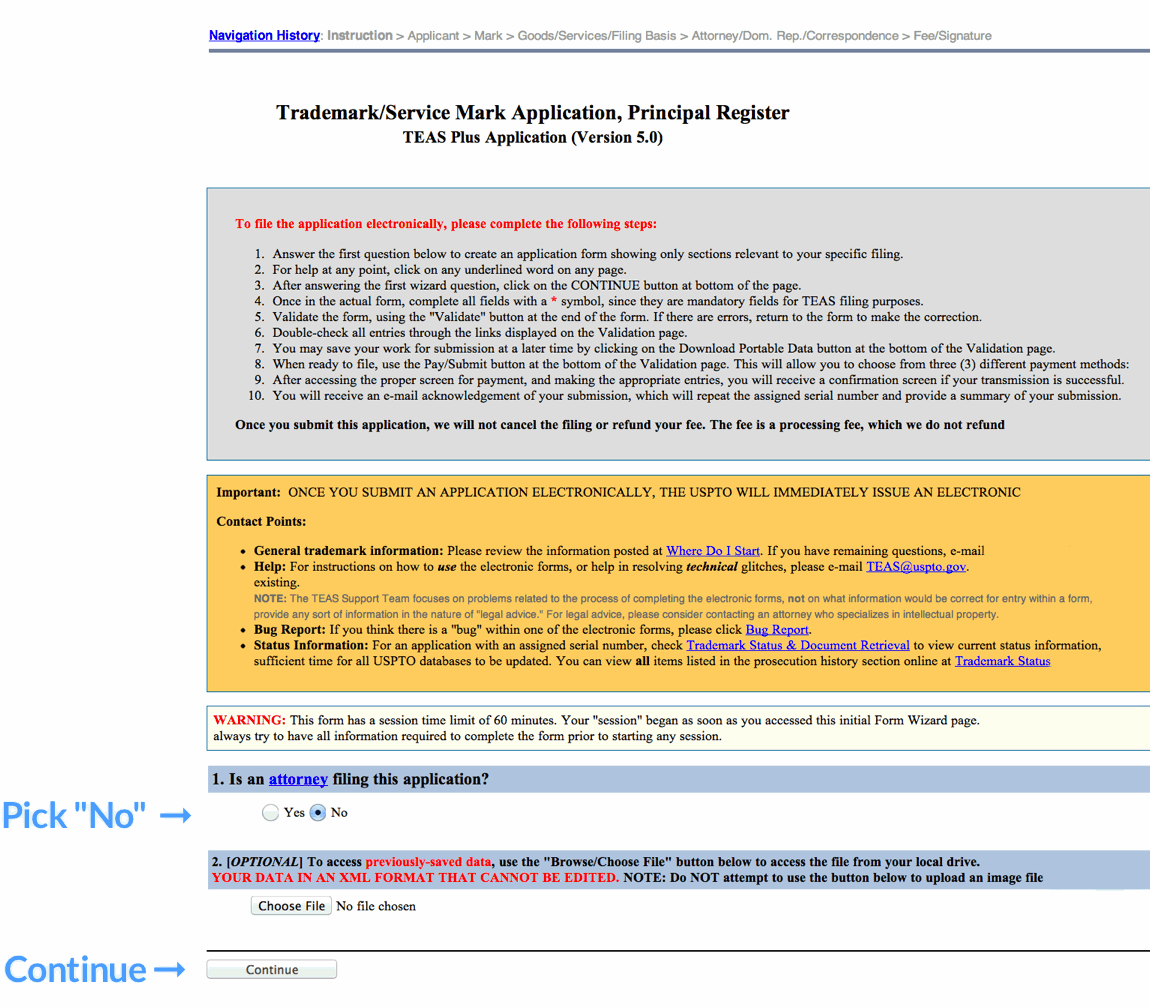 Navigation History: Instruction > Applicant > Mark > Goods/Services/Filing Basis > Attorney/Dom. Rep./Correspondence > Fee/Signature
Trademark/Service Mark Application, Principal Register
TEAS Plus Application (Version 5.0)
To file the application electronically, please complete the following steps:
1. Answer the first question below to create an application form showing only sections relevant to your specific filing.
2. For help at any point, click on any underlined word on any page.
3. After answering the first wizard question, click on the CONTINUE button at bottom of the page.
4. Once in the actual form, complete all fields with a * symbol, since they are mandatory fields for TEAS filing purposes.
5. Validate the form, using the "Validate" button at the end of the form. If there are errors, return to the form to make the correction.
6. Double-check all entries through the links displayed on the Validation page.
7. You may save your work for submission at a later time by clicking on the Download Portable Data button at the bottom of the Validation page.
8. When ready to file, use the Pay/Submit button at the bottom of the Validation page. This will allow you to choose from three (3) different payment methods:
9. After accessing the proper screen for payment, and making the appropriate entries, you will receive a confirmation screen if your transmission is successful.
10. You will receive an e-mail acknowledgement of your submission, which will repeat the assigned serial number and provide a summary of your submission.
Once you submit this application, we will not cancel the filing or refund your fee. The fee is a processing fee, which we do not refund
Important: ONCE YOU SUBMIT AN APPLICATION ELECTRONICALLY, THE USPTO WILL IMMEDIATELY ISSUE AN ELECTRONIC
Contact Points:
• General trademark information: Please review the information posted at Where Do I Start. If you have remaining questions, e-mail
• Help: For instructions on how to use the electronic forms, or help in resolving technical glitches, please e-mail TEAS@uspto.gov.
existing.
NOTE: The TEAS Support Team focuses on problems related to the process of completing the electronic forms, not on what information would be correct for entry within a form,
provide any sort of information in the nature of "legal advice." For legal advice, please consider contacting an attorney who specializes in intellectual property.
• Bug Report: If you think there is a "bug" within one of the electronic forms, please click Bug Report.
• Status Information: For an application with an assigned serial number, check Trademark Status & Document Retrieval to view current status information,
sufficient time for all USPTO databases to be updated. You can view all items listed in the prosecution history section online at Trademark Status
WARNING: This form has a session time limit of 60 minutes. Your "session" began as soon as you accessed this initial Form Wizard page.
always try to have all information required to complete the form prior to starting any session.
1. Is an attorney filing this application?
Pick "No" → Yes No
2. [OPTIONAL] To access previously-saved data, use the "Browse/Choose File" button below to access the file from your local drive.
YOUR DATA IN AN XML FORMAT THAT CANNOT BE EDITED. NOTE: Do NOT attempt to use the button below to upload an image file
Choose File No file chosen
Continue → Continue